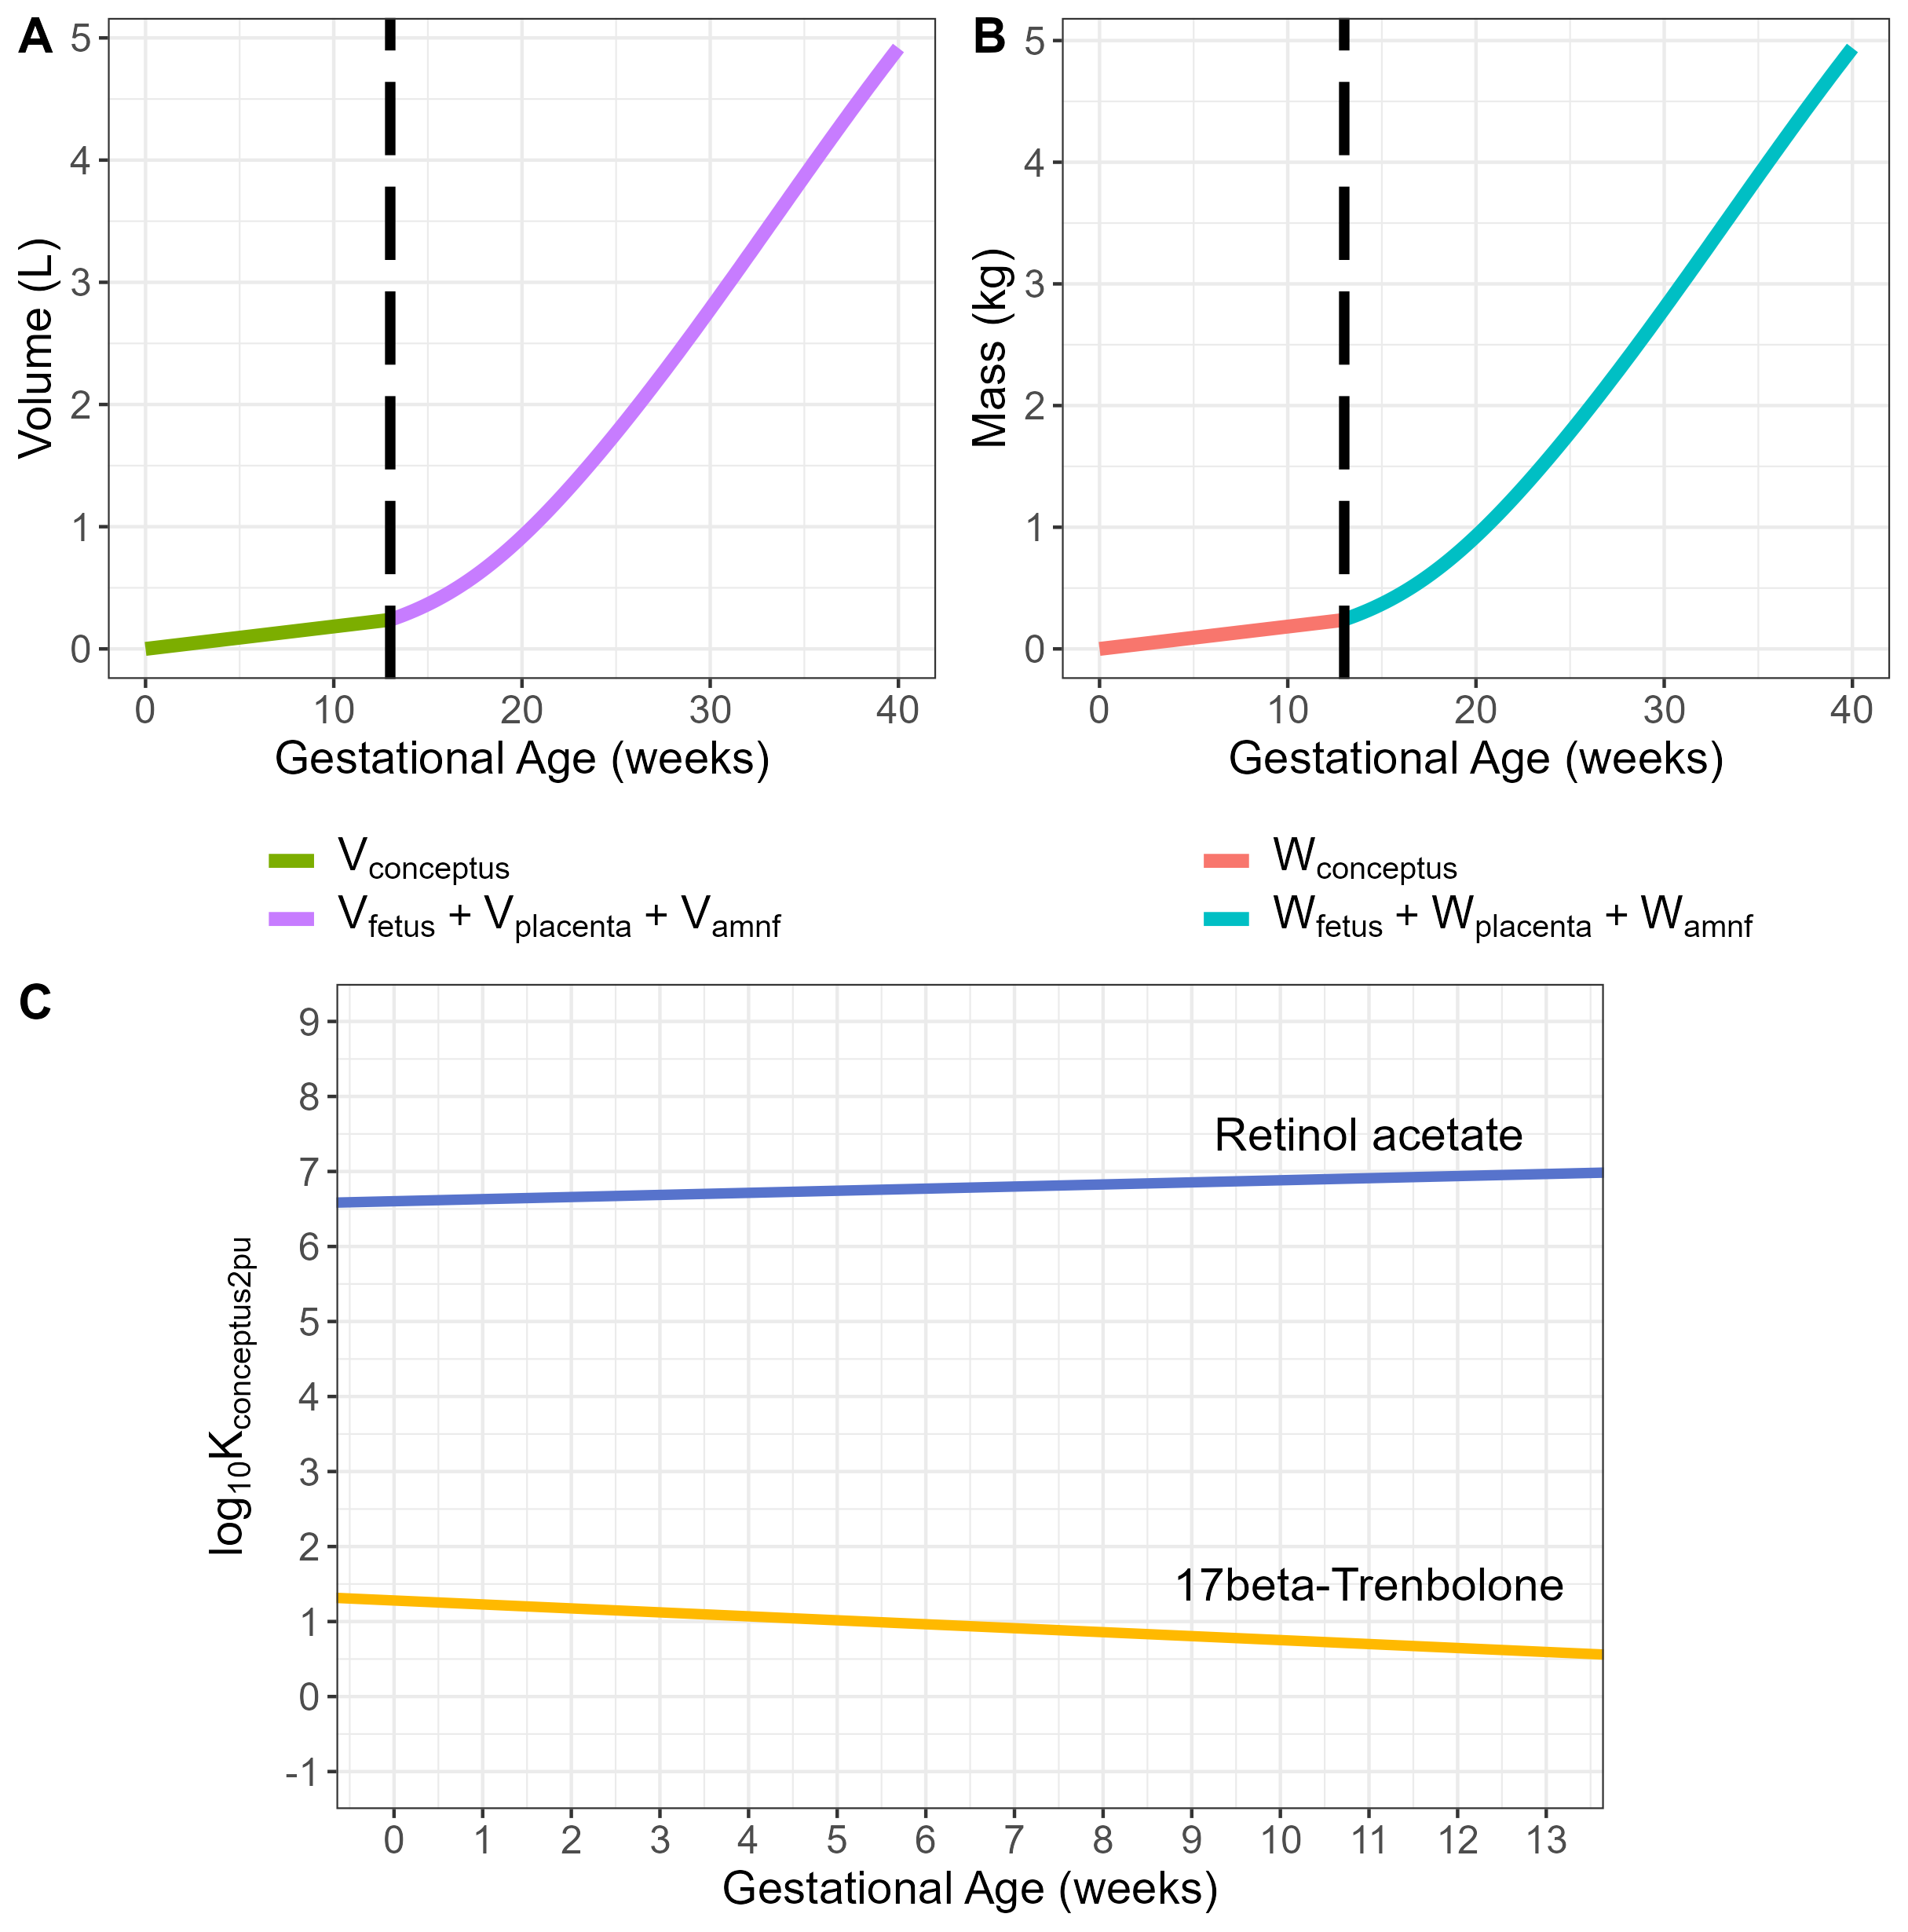 A
5
4
3
2
1
0
Volume (L)
0 10 20 30 40
Gestational Age (weeks)
Vconceptus
Vfetus + Vplacenta + Vamnf
B
5
4
3
2
1
0
Mass (kg)
0 10 20 30 40
Gestational Age (weeks)
Wconceptus
Wfetus + Wplacenta + Wamnf
C
9
8
7
6
5
4
3
2
1
0
-1
log10Kconceptus2pu
Retinol acetate
17beta-Trenbolone
0 1 2 3 4 5 6 7 8 9 10 11 12 13
Gestational Age (weeks)